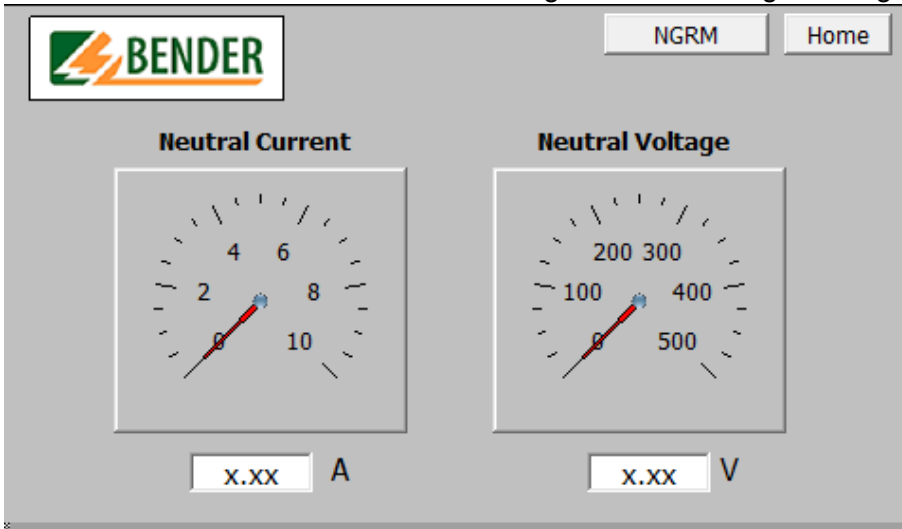 NGRM Home
BENDER
Neutral Current Neutral Voltage
4 6 200 300
2 8 100 400
0 10 0 500
x.xx A x.xx V